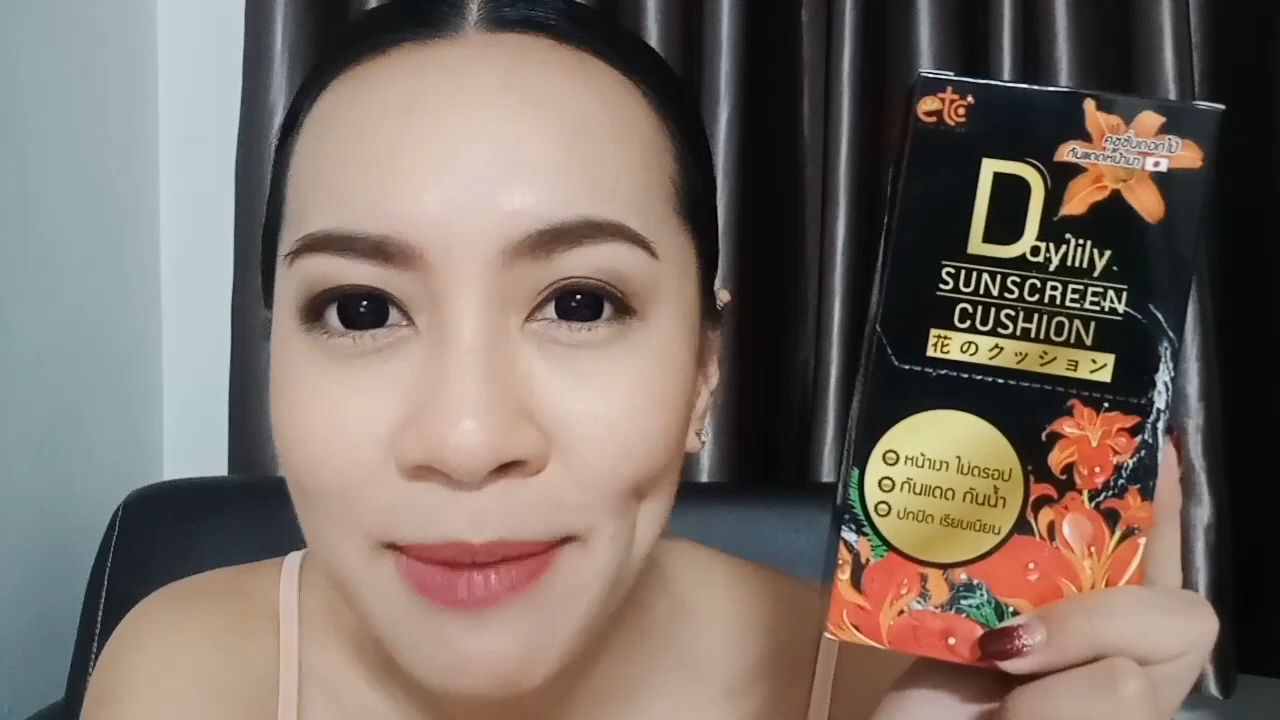 etc
คุชชั่นดอกไม้
กันแดดหน้าเงา
Daylily
SUNSCREEN
CUSHION
花のクッション
หน้าเงา ไม่ดรอป
กันแดด กันน้ำ
ปกปิด เรียบเนียน